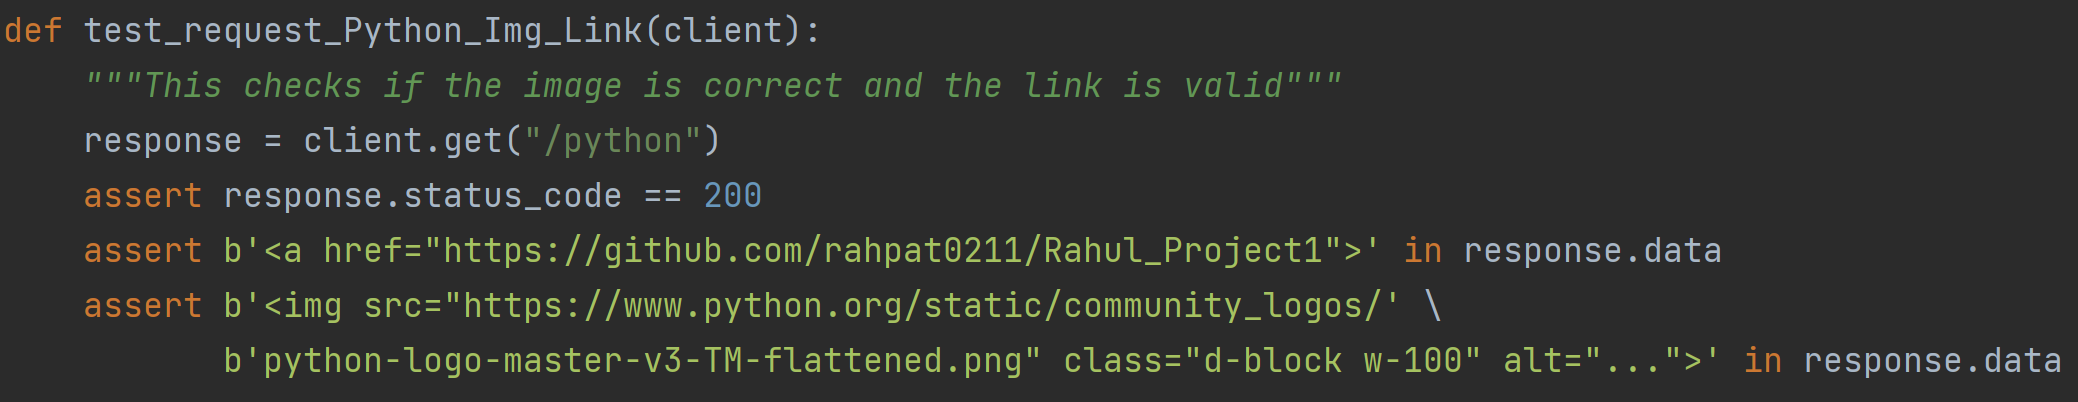 def test_request_Python_Img_Link(client):
    """This checks if the image is correct and the link is valid"""
    response = client.get("/python")
    assert response.status_code == 200
    assert b'<a href="https://github.com/rahpat0211/Rahul_Project1">' in response.data
    assert b'<img src="https://www.python.org/static/community_logos/' \
           b'python-logo-master-v3-TM-flattened.png" class="d-block w-100" alt="...">' in response.data